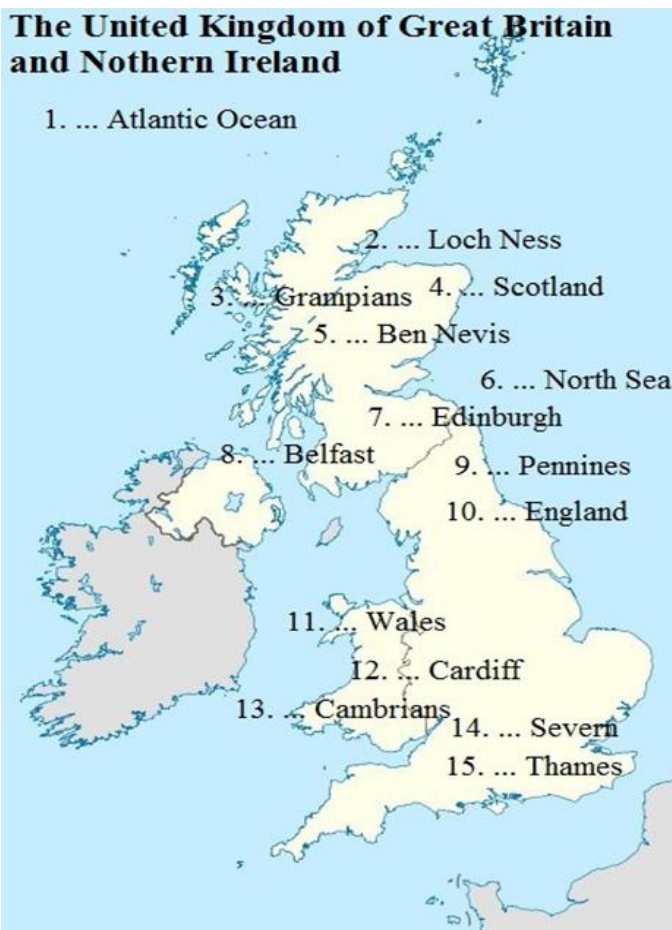 The United Kingdom of Great Britain
and Nothern Ireland
1. ... Atlantic Ocean
2. ... Loch Ness
3. ... Grampians
4. ... Scotland
5. ... Ben Nevis
6. ... North Sea
7. ... Edinburgh
8. ... Belfast
9. ... Pennines
10. ... England
11. ... Wales
12. ... Cardiff
13. ... Cambrians
14. ... Severn
15. ... Thames